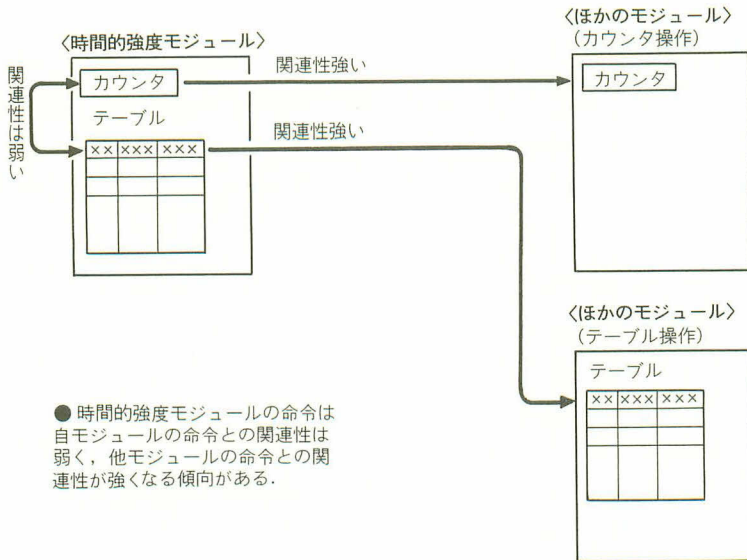 〈時間的強度モジュール〉
カウンタ
テーブル
×× ××× ×××
関連性は弱い
関連性強い
関連性強い
〈ほかのモジュール〉
(カウンタ操作)
カウンタ
〈ほかのモジュール〉
(テーブル操作)
テーブル
×× ××× ×××
●時間的強度モジュールの命令は
自モジュールの命令との関連性は
弱く,他モジュールの命令との関
連性が強くなる傾向がある.